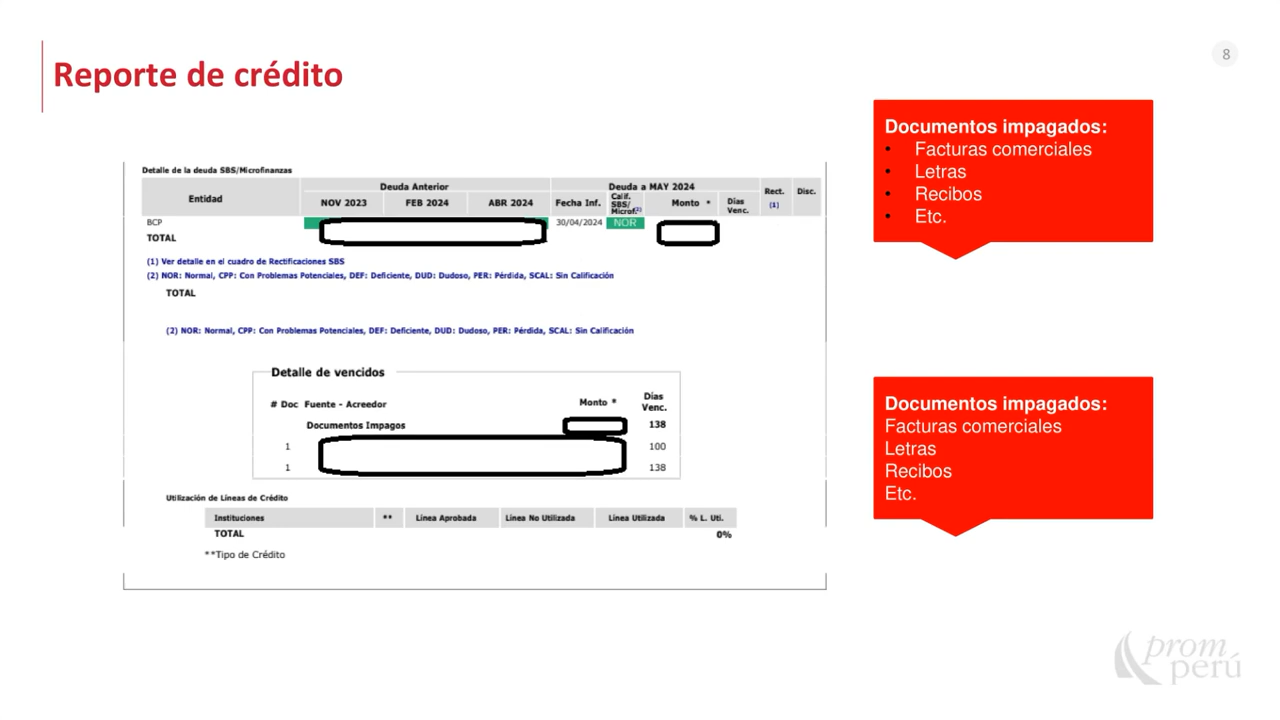 8
Reporte de crédito
Documentos impagados:
• Facturas comerciales
• Letras
• Recibos
• Etc.
Detalle de la deuda SBS/Microfinanzas
Entidad
Deuda Anterior
Deuda a MAY 2024
Rect.
(1)
Disc.
NOV 2023
FEB 2024
ABR 2024
Fecha Inf.
Calif.
SBS/
Microf.(2)
Monto *
Días
Venc.
BCP
30/04/2024
NOR
TOTAL
(1) Ver detalle en el cuadro de Rectificaciones SBS
(2) NOR: Normal, CPP: Con Problemas Potenciales, DEF: Deficiente, DUD: Dudoso, PER: Pérdida, SCAL: Sin Calificación
TOTAL
(2) NOR: Normal, CPP: Con Problemas Potenciales, DEF: Deficiente, DUD: Dudoso, PER: Pérdida, SCAL: Sin Calificación
Detalle de vencidos
# Doc Fuente - Acreedor
Monto *
Días
Venc.
Documentos Impagos
138
1
100
1
138
Documentos impagados:
Facturas comerciales
Letras
Recibos
Etc.
Utilización de Líneas de Crédito
Instituciones ** Línea Aprobada Línea No Utilizada Línea Utilizada % L. Uti.
TOTAL 0%
**Tipo de Crédito
prom
perú